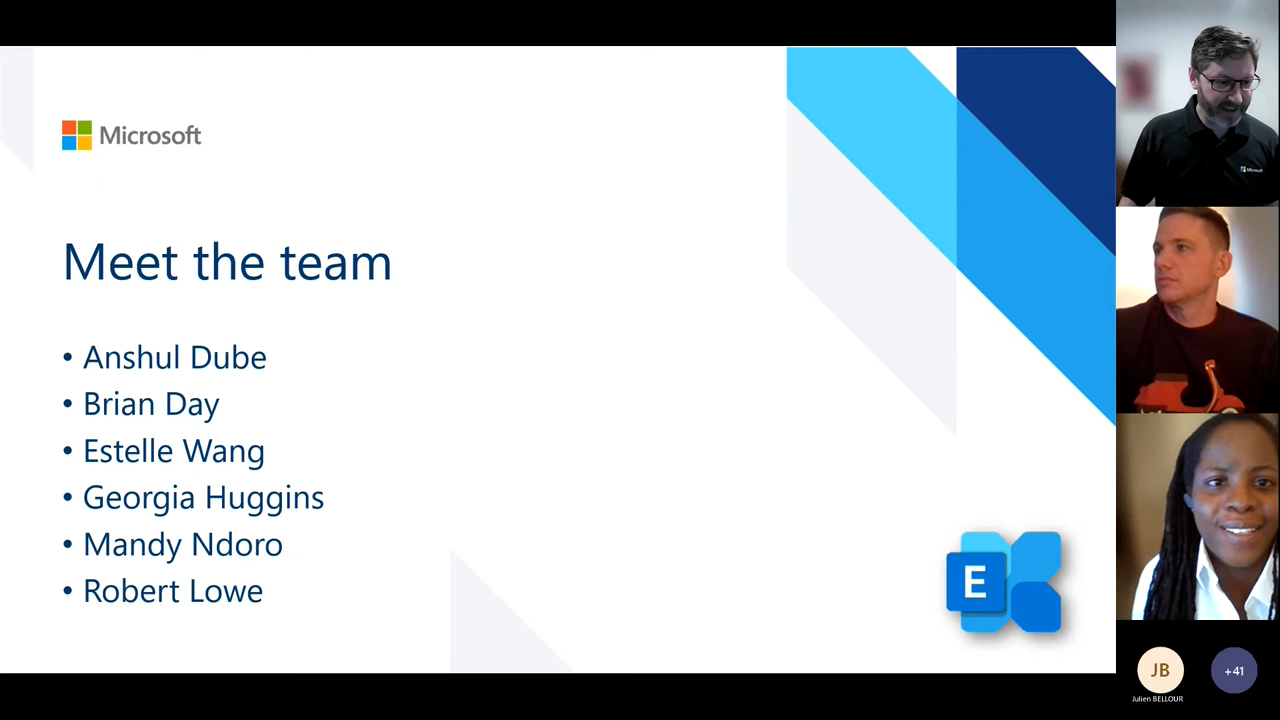 Microsoft
Meet the team
• Anshul Dube
• Brian Day
• Estelle Wang
• Georgia Huggins
• Mandy Ndoro
• Robert Lowe
E
Microsoft
JB
+41
Julien BELLOUR